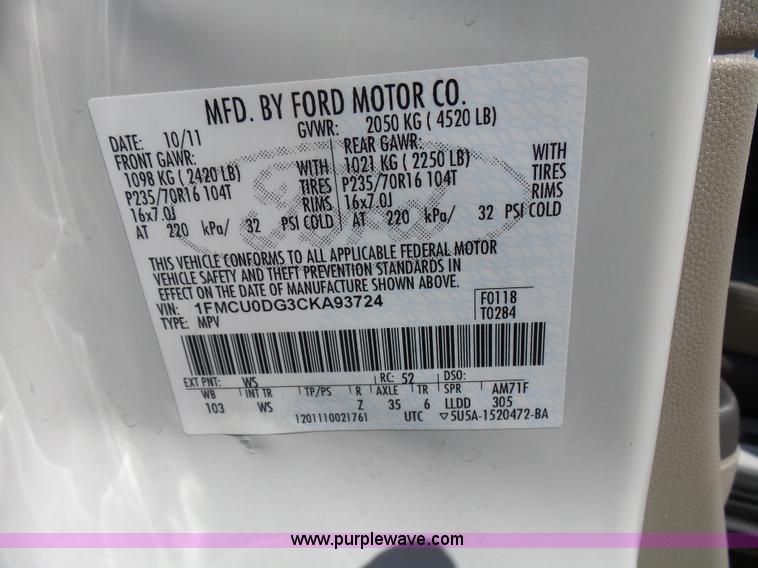 MFD. BY FORD MOTOR CO.
DATE: 10/11 GVWR: 2050 KG ( 4520 LB)
FRONT GAWR: REAR GAWR:
1098 KG ( 2420 LB) WITH 1021 KG ( 2250 LB) WITH
P235/70R16 104T TIRES P235/70R16 104T TIRES
16x7.0J RIMS 16x7.0J RIMS
AT 220 kPa/ 32 PSI COLD AT 220 kPa/ 32 PSI COLD
Ford
THIS VEHICLE CONFORMS TO ALL APPLICABLE FEDERAL MOTOR
VEHICLE SAFETY AND THEFT PREVENTION STANDARDS IN
EFFECT ON THE DATE OF MANUFACTURE SHOWN ABOVE.
VIN: 1FMCU0DG3CKA93724 F0118
TYPE: MPV T0284
EXT PNT: WS RC: 52 DSO:
WB INT TR TP/PS R AXLE TR SPR AM71F
103 WS Z 35 6 LLDD 305
1201110021761 UTC ▽5U5A-1520472-BA
www.purplewave.com